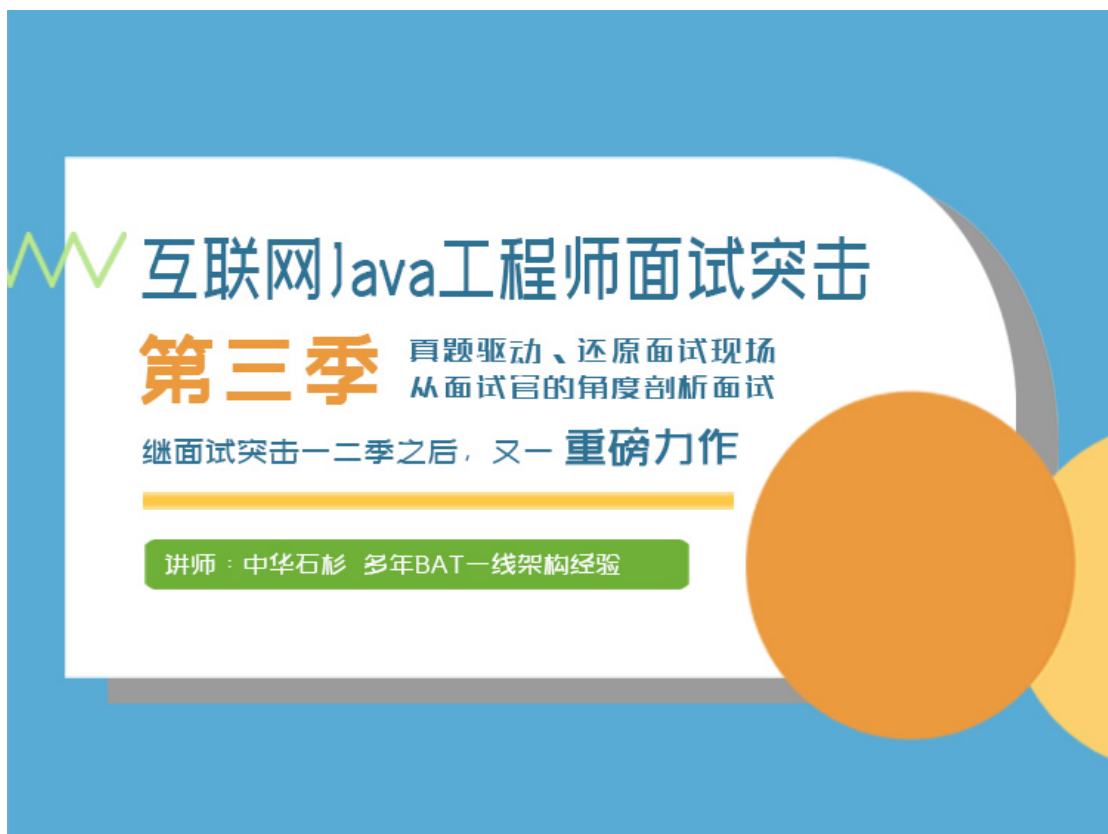 互联网Java工程师面试突击
第三季
真题驱动、还原面试现场
从面试官的角度剖析面试
继面试突击一二季之后，又一 重磅力作
讲师：中华石杉 多年BAT一线架构经验